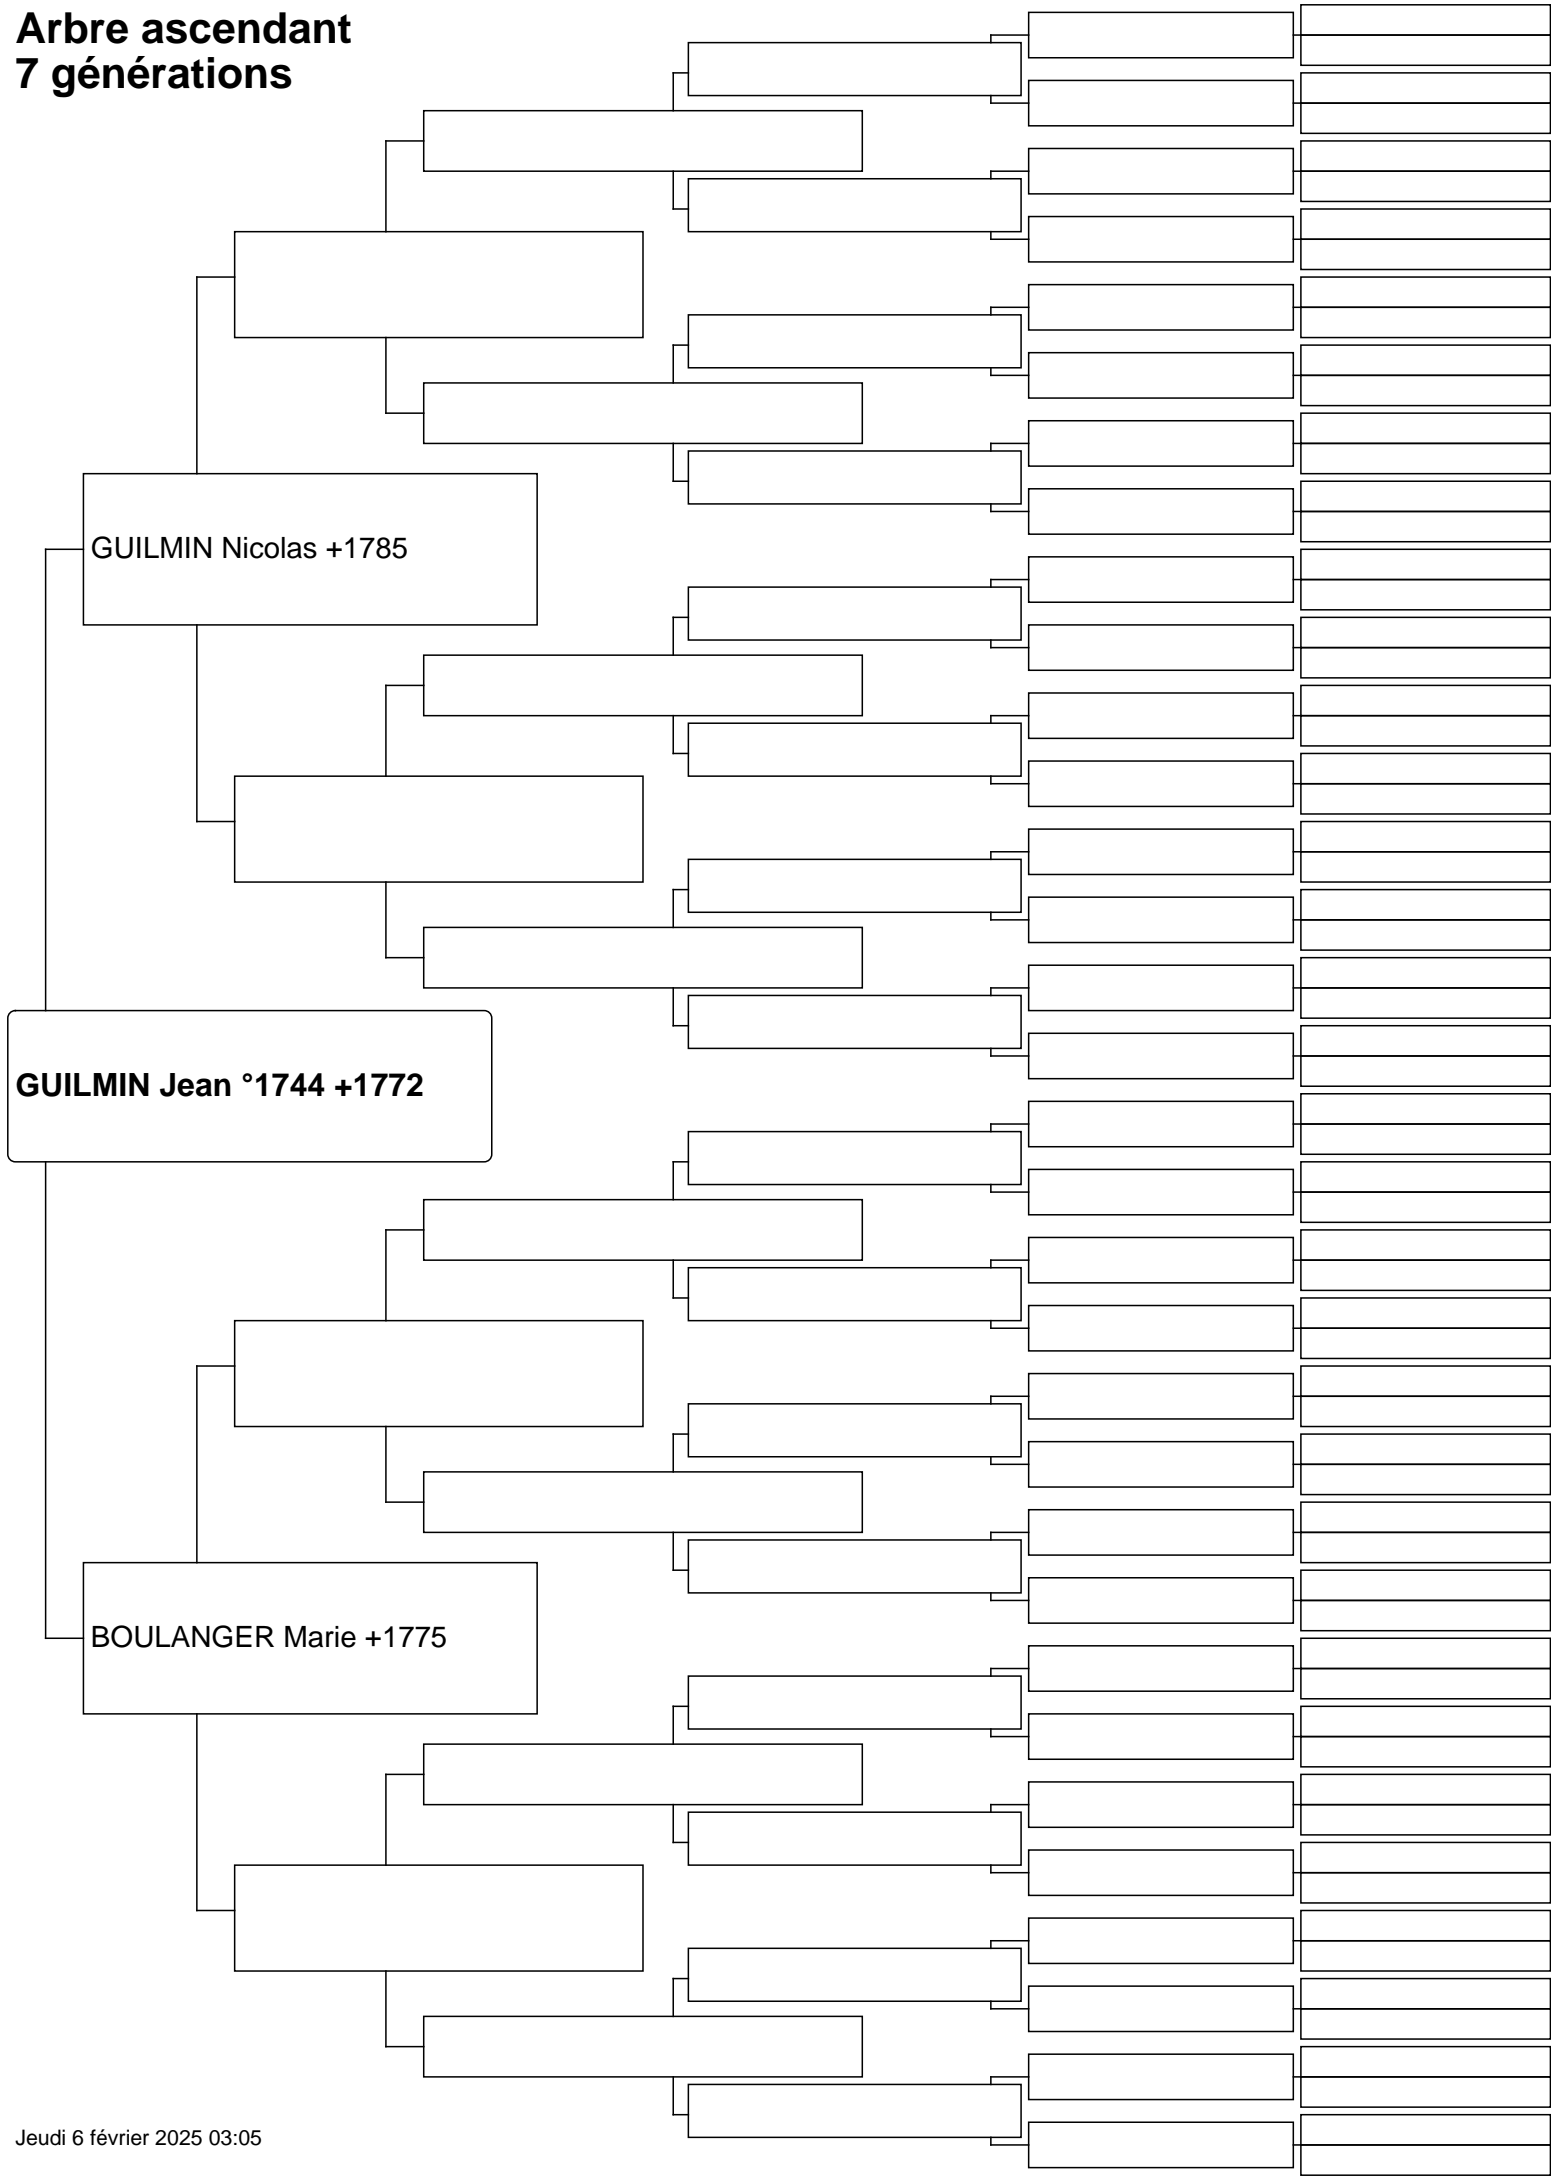 Arbre ascendant
7 générations
GUILMIN Nicolas +1785
GUILMIN Jean °1744 +1772
BOULANGER Marie +1775
Jeudi 6 février 2025 03:05